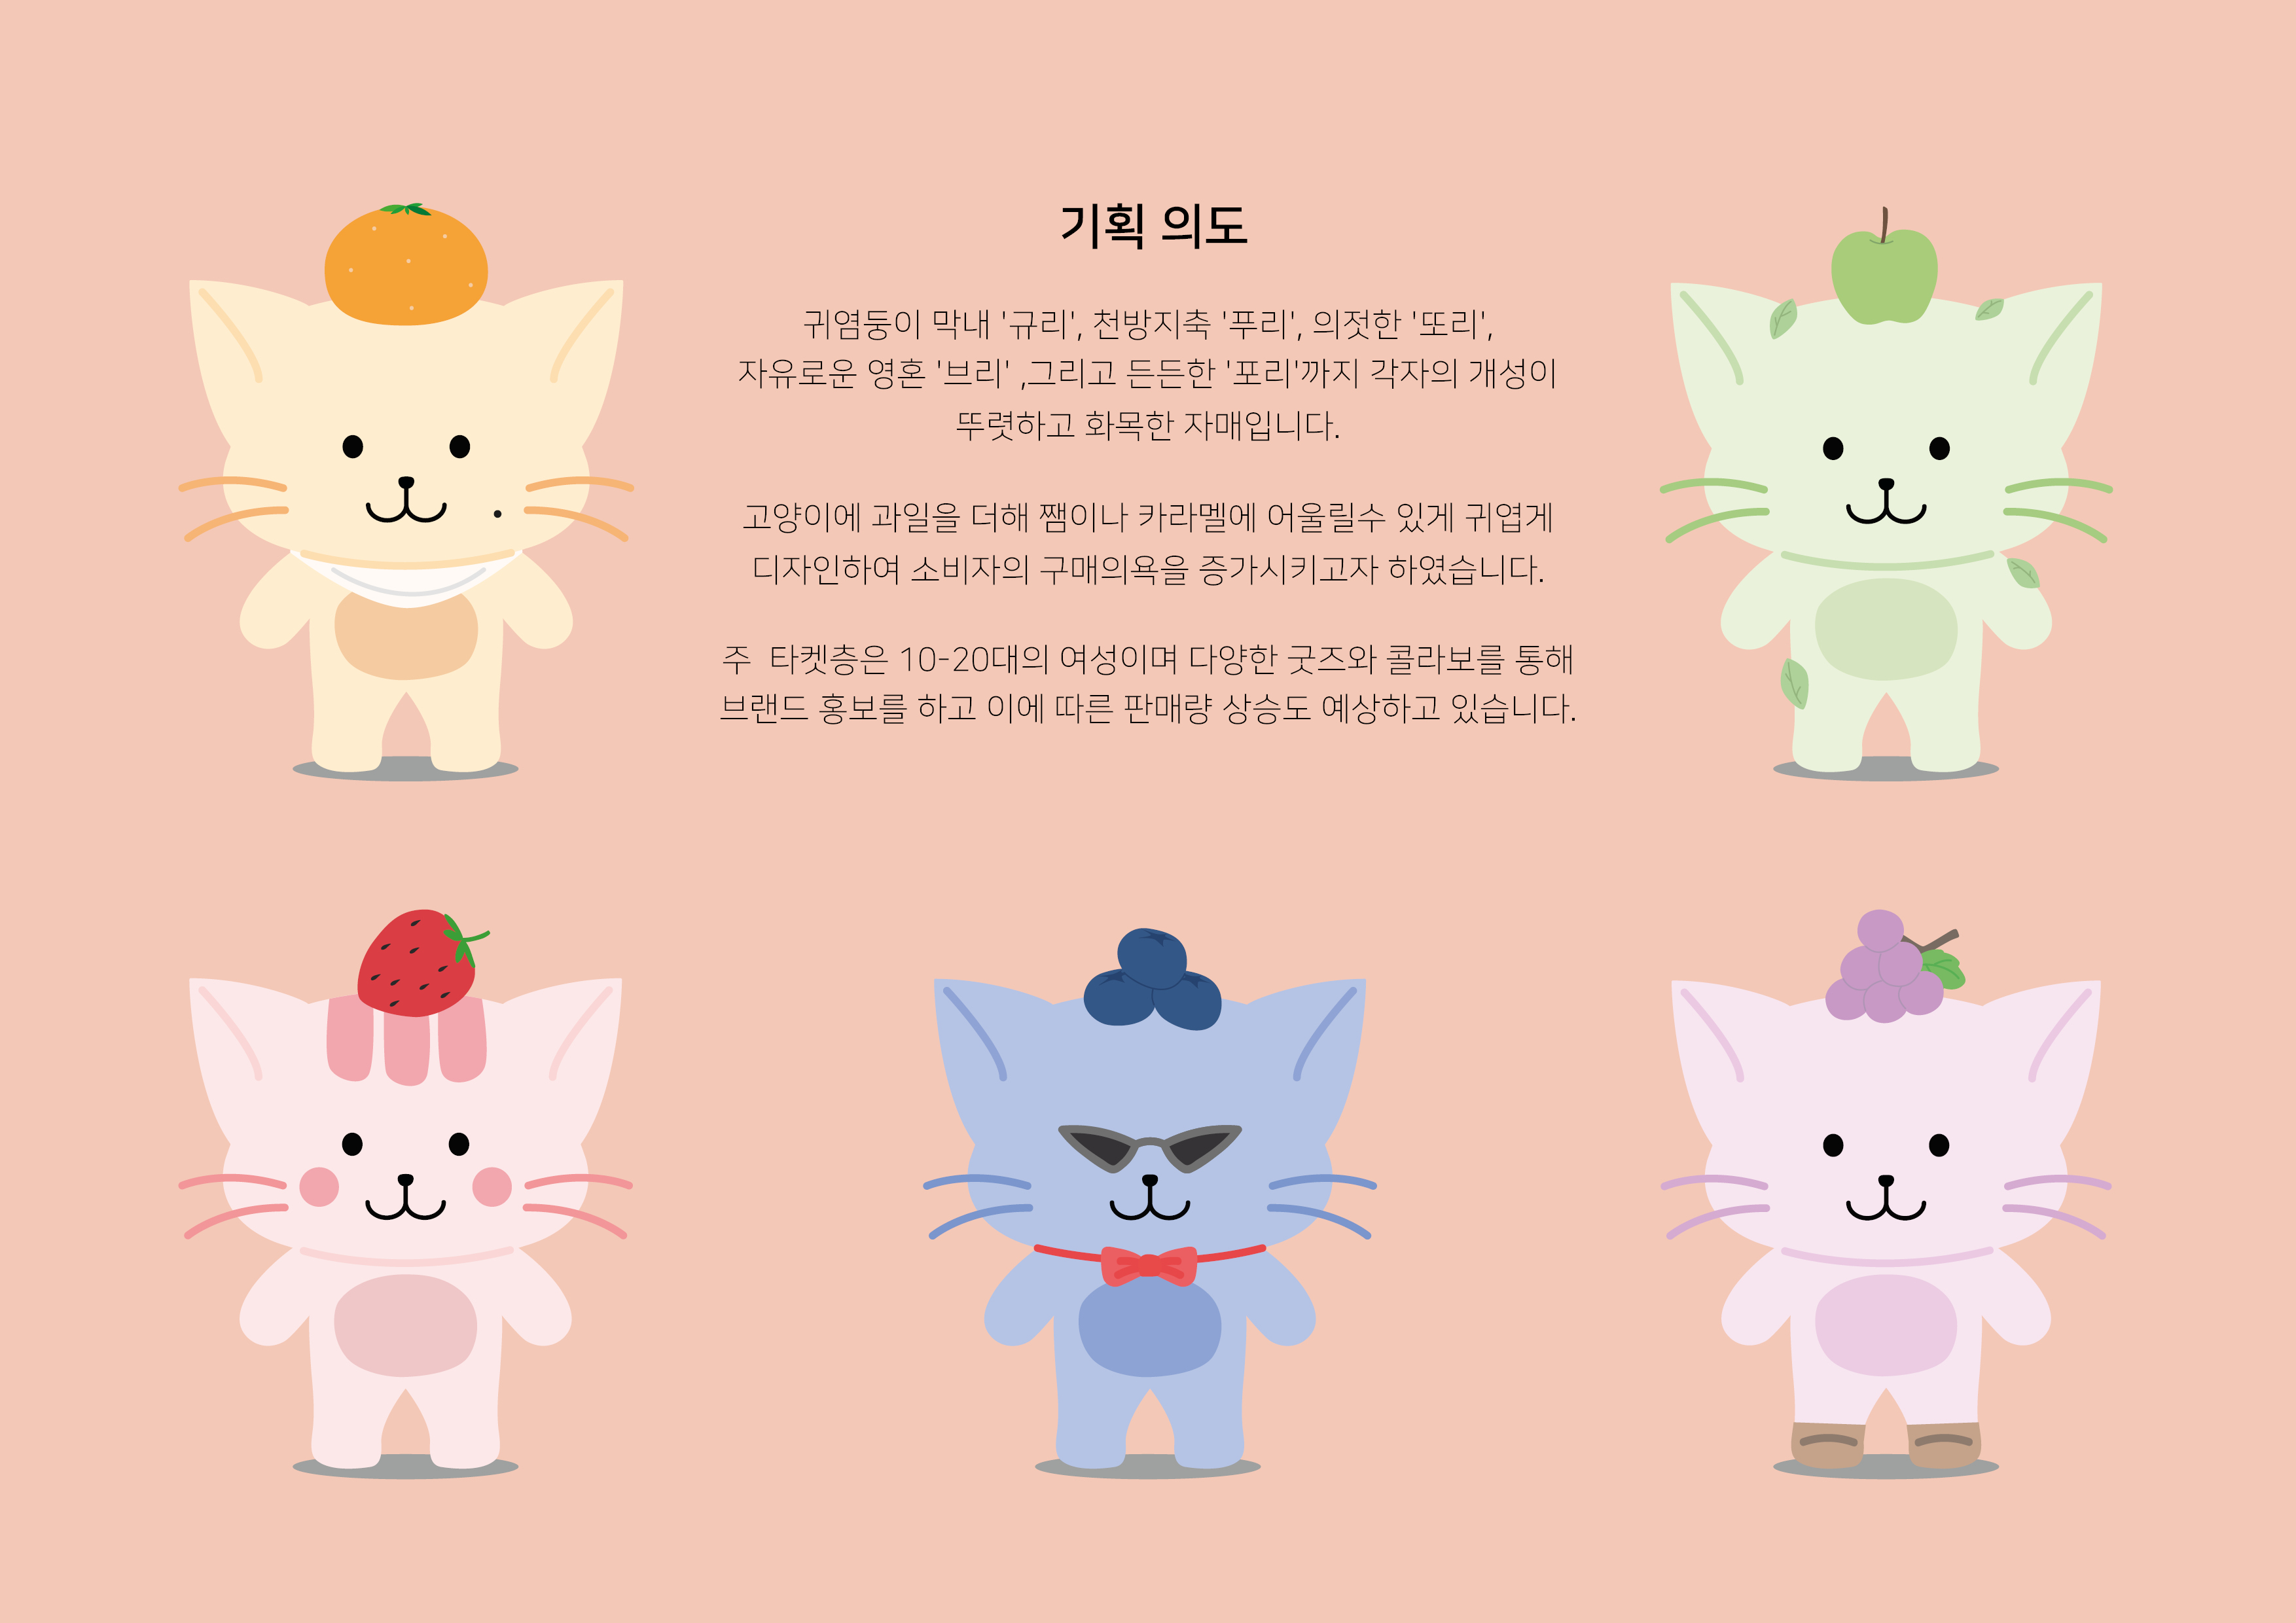 기획 의도
귀염둥이 막내 '규리', 천방지축 '푸리', 의젓한 '또리',
자유로운 영혼 '브리' ,그리고 든든한 '포리'까지 각자의 개성이
뚜렷하고 화목한 자매입니다.
고양이에 과일을 더해 쨈이나 카라멜에 어울릴수 있게 귀엽게
디자인하여 소비자의 구매의욕을 증가시키고자 하였습니다.
주  타켓층은 10-20대의 여성이며 다양한 굿즈와 콜라보를 통해
브랜드 홍보를 하고 이에 따른 판매량 상승도 예상하고 있습니다.